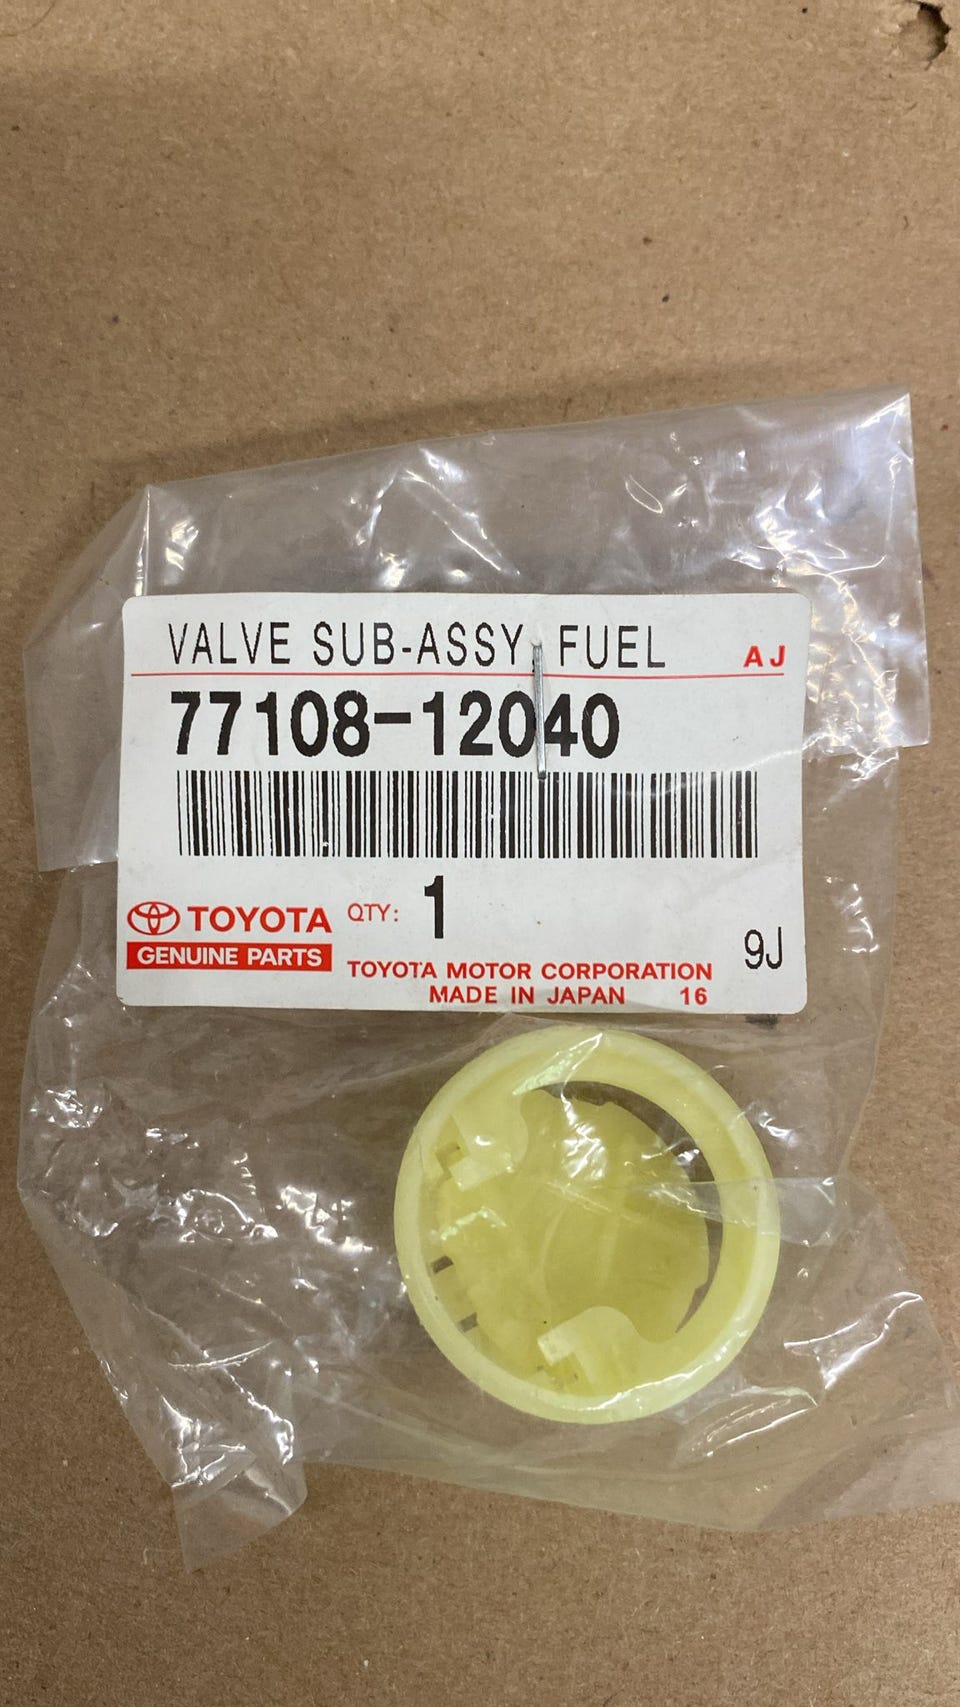 VALVE SUB-ASSY, FUEL AJ
77108-12040
QTY: 1
TOYOTA
GENUINE PARTS
9J
TOYOTA MOTOR CORPORATION
MADE IN JAPAN 16